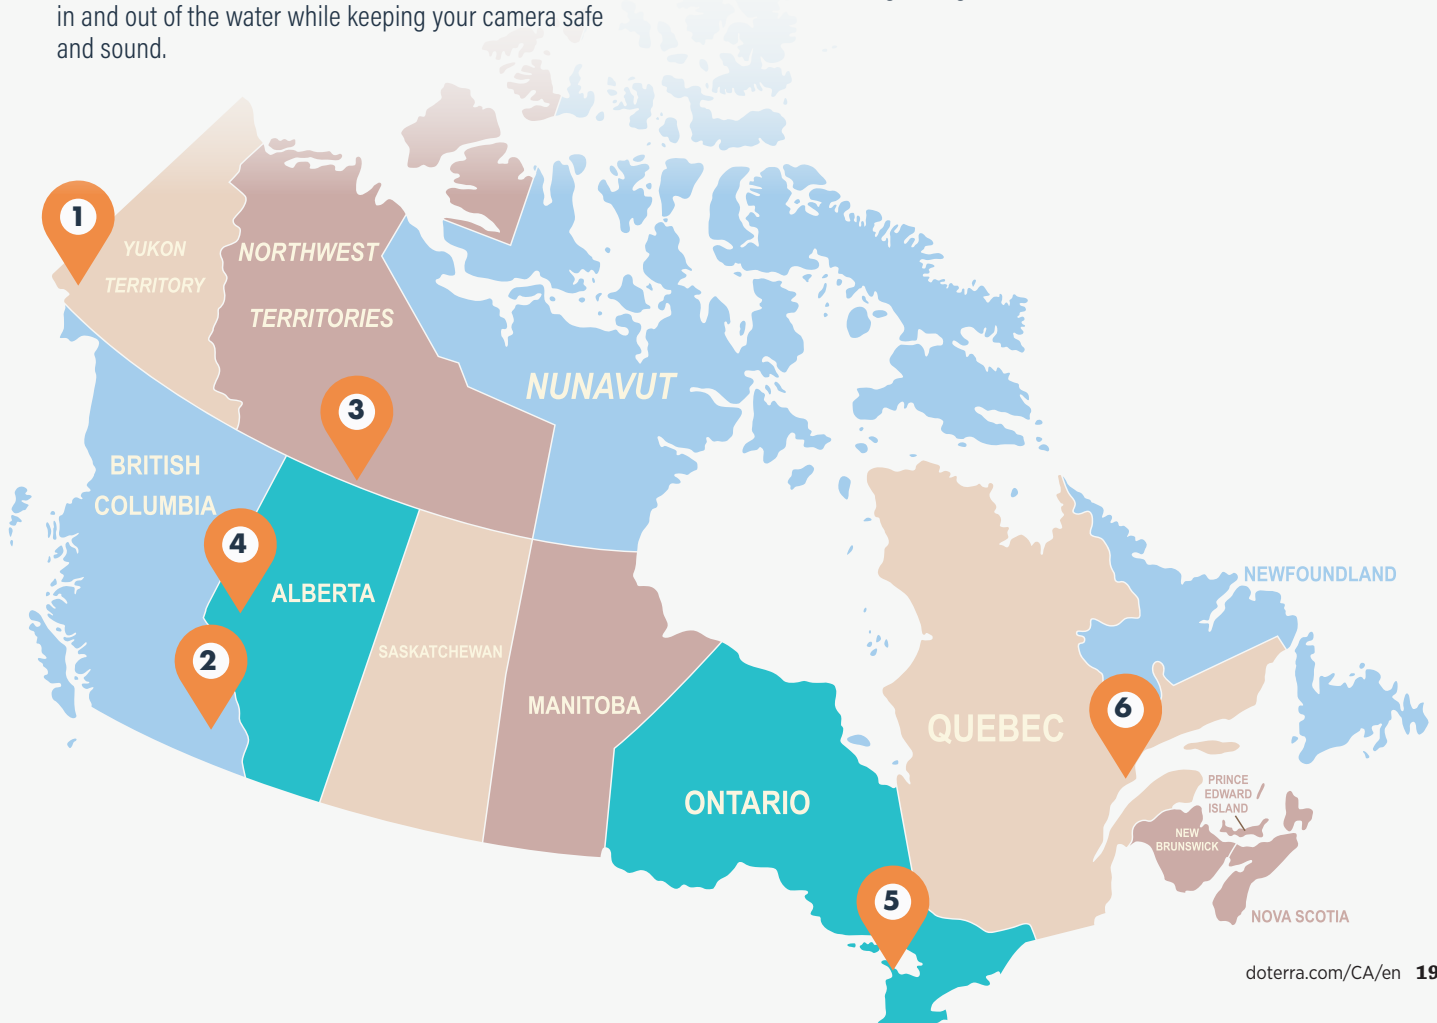 in and out of the water while keeping your camera safe
and sound.
1
YUKON
TERRITORY
NORTHWEST
TERRITORIES
3
NUNAVUT
BRITISH
COLUMBIA
4
ALBERTA
2
SASKATCHEWAN
MANITOBA
ONTARIO
5
QUEBEC
6
NEWFOUNDLAND
PRINCE
EDWARD
ISLAND
NEW
BRUNSWICK
NOVA SCOTIA
doterra.com/CA/en 19